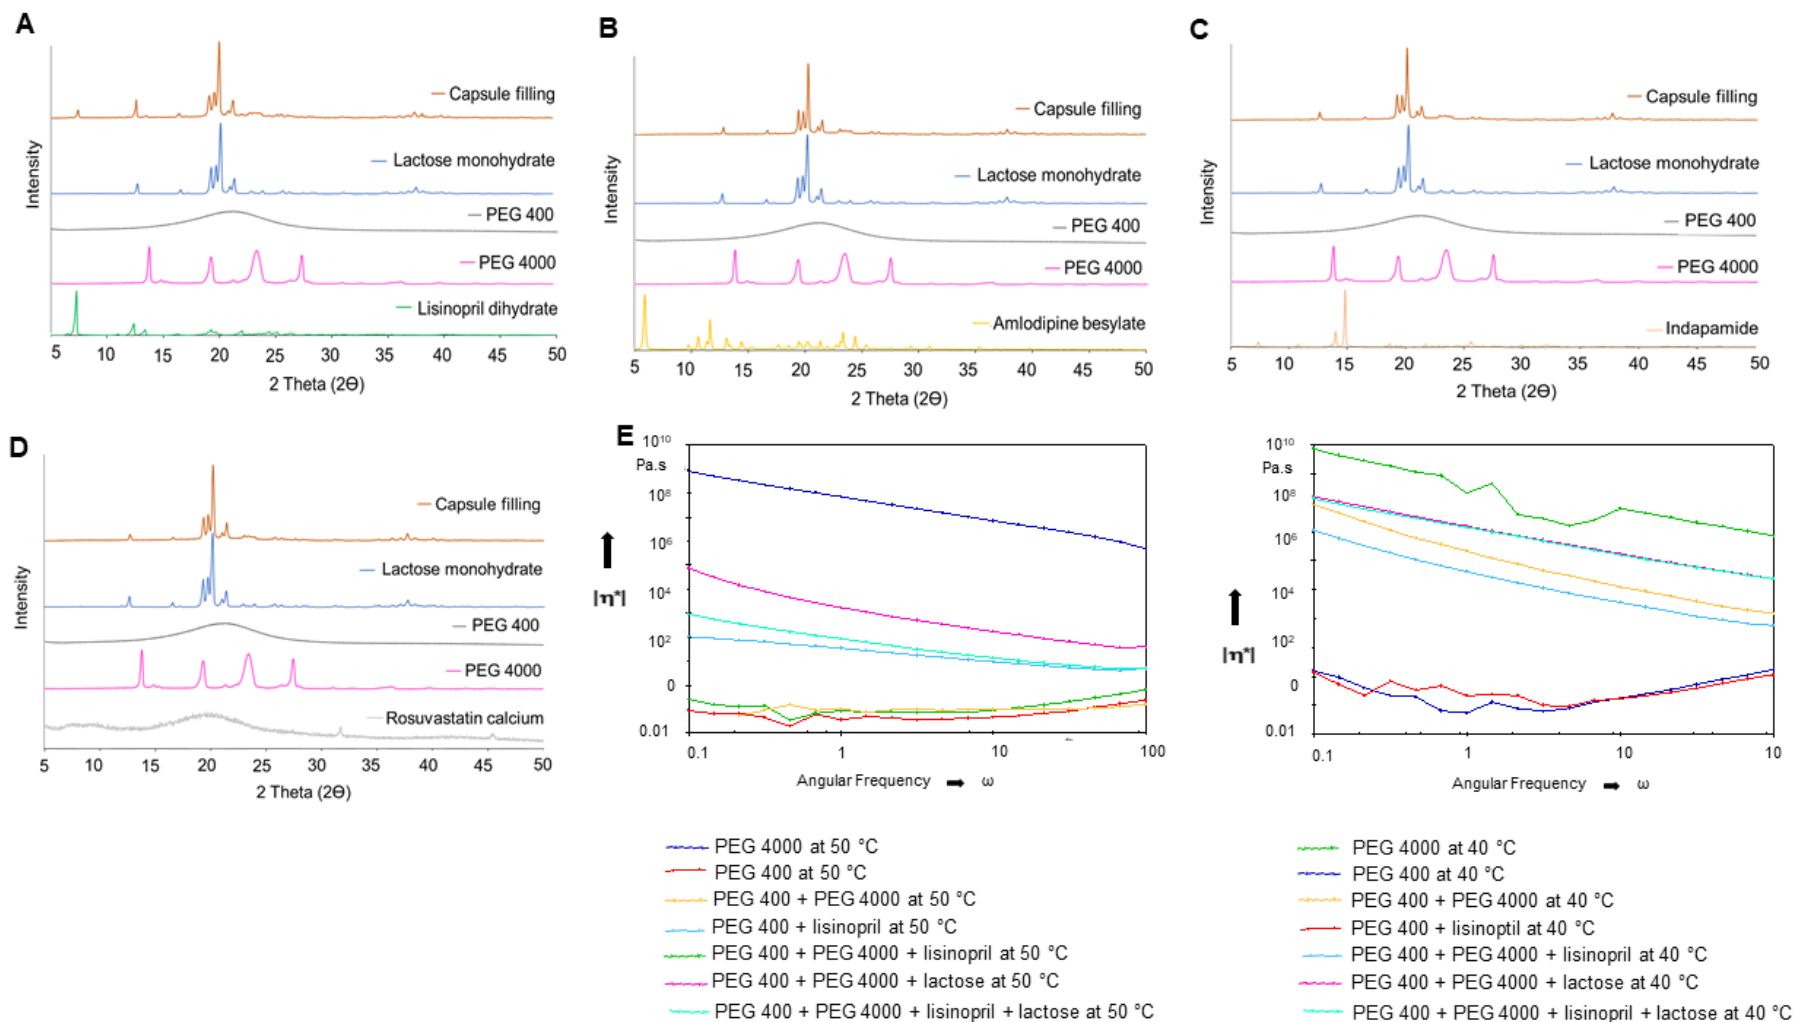 A
Capsule filling
Lactose monohydrate
PEG 400
PEG 4000
Lisinopril dihydrate
Intensity
5 10 15 20 25 30 35 40 45 50
2 Theta (2Ө)
B
Capsule filling
Lactose monohydrate
PEG 400
PEG 4000
Amlodipine besylate
Intensity
5 10 15 20 25 30 35 40 45 50
2 Theta (2Ө)
C
Capsule filling
Lactose monohydrate
PEG 400
PEG 4000
Indapamide
Intensity
5 10 15 20 25 30 35 40 45 50
2 Theta (2Ө)
D
Capsule filling
Lactose monohydrate
PEG 400
PEG 4000
Rosuvastatin calcium
Intensity
5 10 15 20 25 30 35 40 45 50
2 Theta (2Ө)
E
10¹⁰
Pa.s
10⁸
10⁶
10⁴
10²
0
0.01
|η*|
0.1 1 10 100
Angular Frequency ➡ ω
PEG 4000 at 50 °C
PEG 400 at 50 °C
PEG 400 + PEG 4000 at 50 °C
PEG 400 + lisinopril at 50 °C
PEG 400 + PEG 4000 + lisinopril at 50 °C
PEG 400 + PEG 4000 + lactose at 50 °C
PEG 400 + PEG 4000 + lisinopril + lactose at 50 °C
10¹⁰
Pa.s
10⁸
10⁶
10⁴
10²
0
0.01
|η*|
0.1 1 10 10
Angular Frequency ➡ ω
PEG 4000 at 40 °C
PEG 400 at 40 °C
PEG 400 + PEG 4000 at 40 °C
PEG 400 + lisinoptil at 40 °C
PEG 400 + PEG 4000 + lisinopril at 40 °C
PEG 400 + PEG 4000 + lactose at 40 °C
PEG 400 + PEG 4000 + lisinopril + lactose at 40 °C